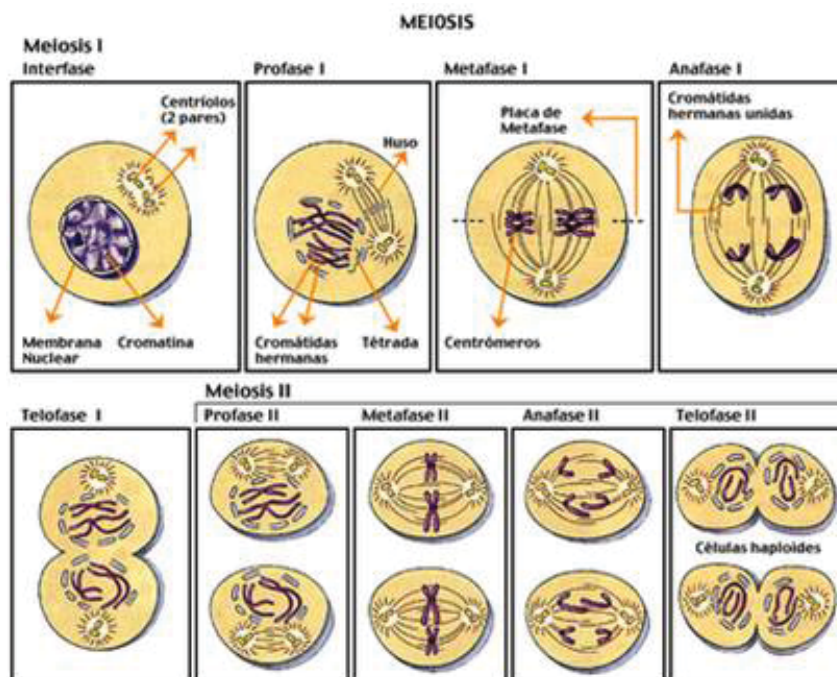 MEIOSIS
Meiosis I
Interfase
Profase I
Metafase I
Anafase I
Centríolos
(2 pares)
Huso
Placa de
Metafase
Cromátidas
hermanas unidas
Membrana
Nuclear
Cromatina
Cromátidas
hermanas
Tétrada
Centrómeros
Meiosis II
Telofase I
Profase II
Metafase II
Anafase II
Telofase II
Células haploides